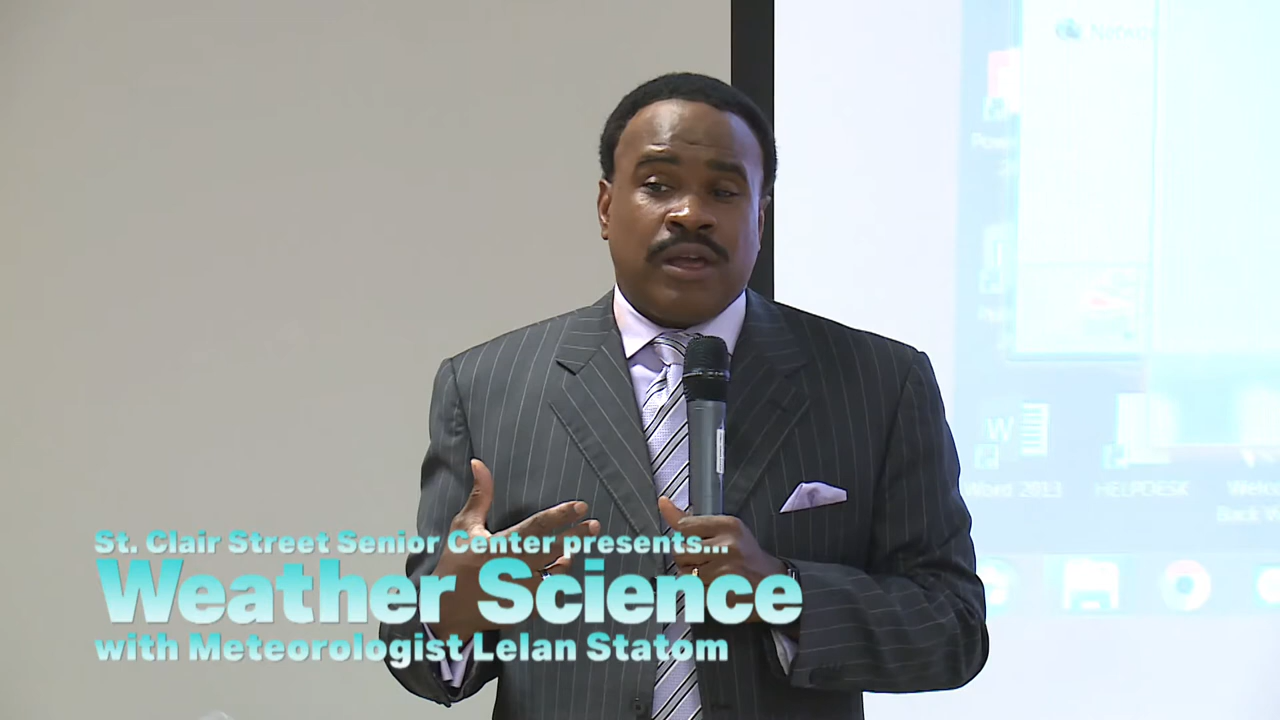 St. Clair Street Senior Center presents...
Weather Science
with Meteorologist Lelan Statom
Word 2013
HELPDESK